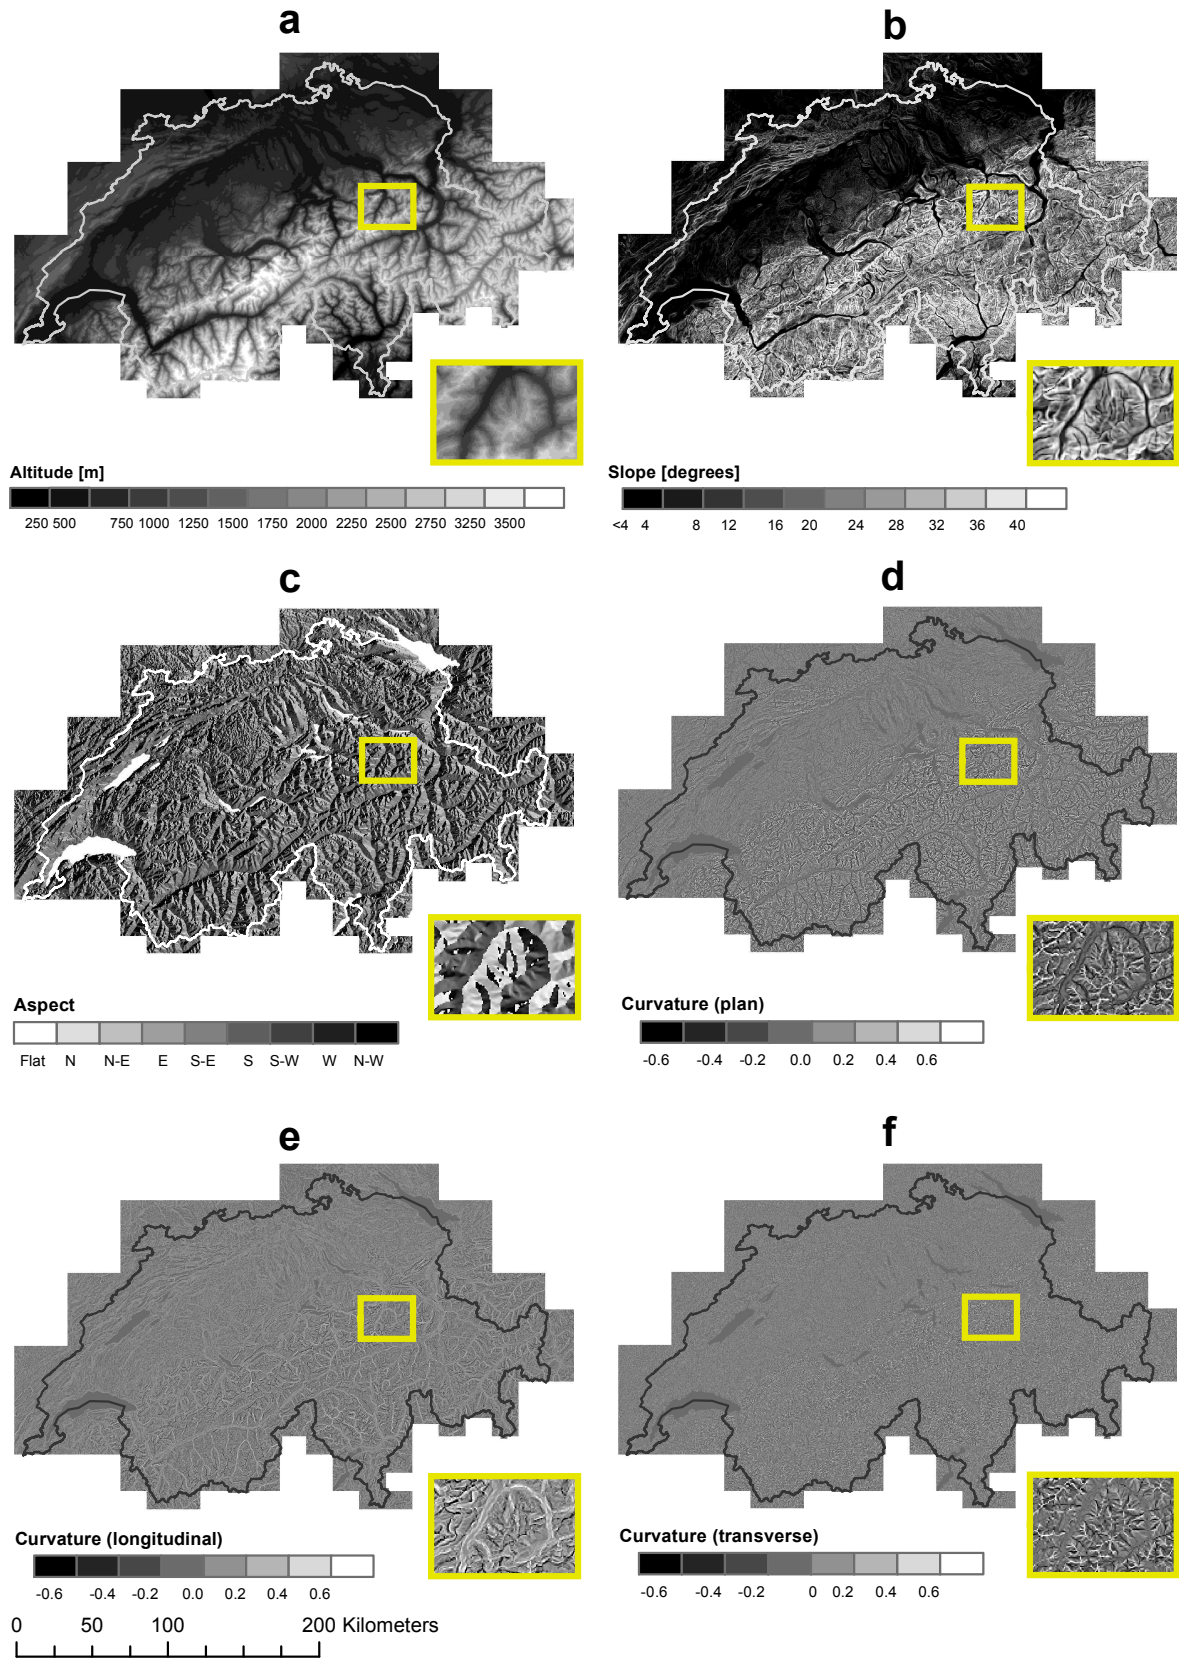 a
b
Altitude [m]
250 500 750 1000 1250 1500 1750 2000 2250 2500 2750 3250 3500
Slope [degrees]
<4 4 8 12 16 20 24 28 32 36 40
c
d
Aspect
Flat N N-E E S-E S S-W W N-W
Curvature (plan)
-0.6 -0.4 -0.2 0.0 0.2 0.4 0.6
e
f
Curvature (longitudinal)
-0.6 -0.4 -0.2 0.0 0.2 0.4 0.6
Curvature (transverse)
-0.6 -0.4 -0.2 0 0.2 0.4 0.6
0 50 100 200 Kilometers